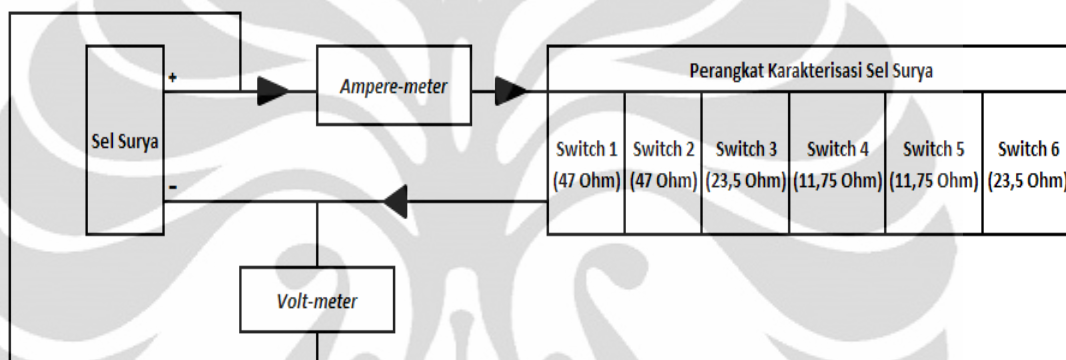 +
Ampere-meter
Perangkat Karakterisasi Sel Surya
Sel Surya
Switch 1 Switch 2 Switch 3 Switch 4 Switch 5 Switch 6
(47 Ohm) (47 Ohm) (23,5 Ohm) (11,75 Ohm) (11,75 Ohm) (23,5 Ohm)
-
Volt-meter